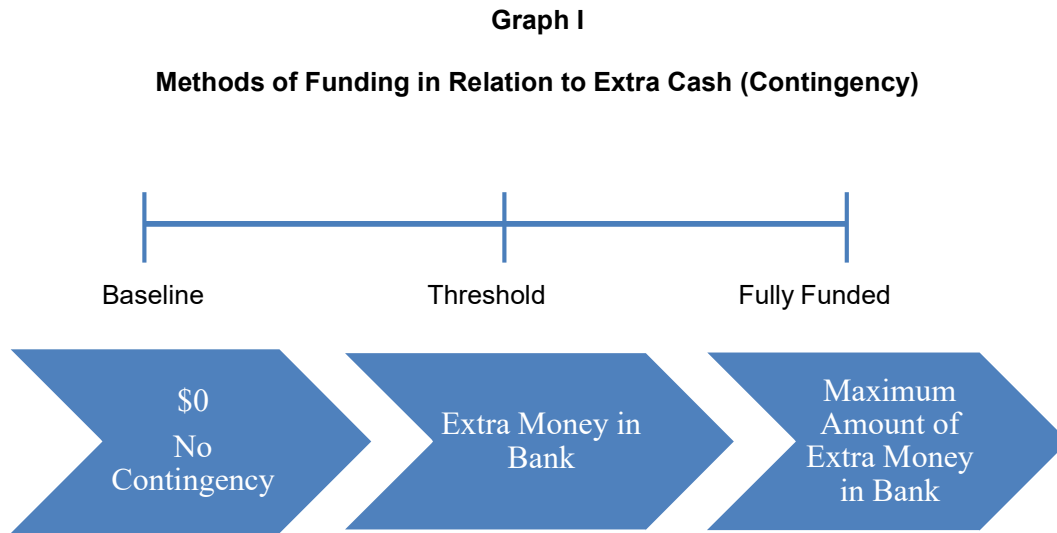 Graph I
Methods of Funding in Relation to Extra Cash (Contingency)
Baseline
Threshold
Fully Funded
$0
No
Contingency
Extra Money in
Bank
Maximum
Amount of
Extra Money
in Bank